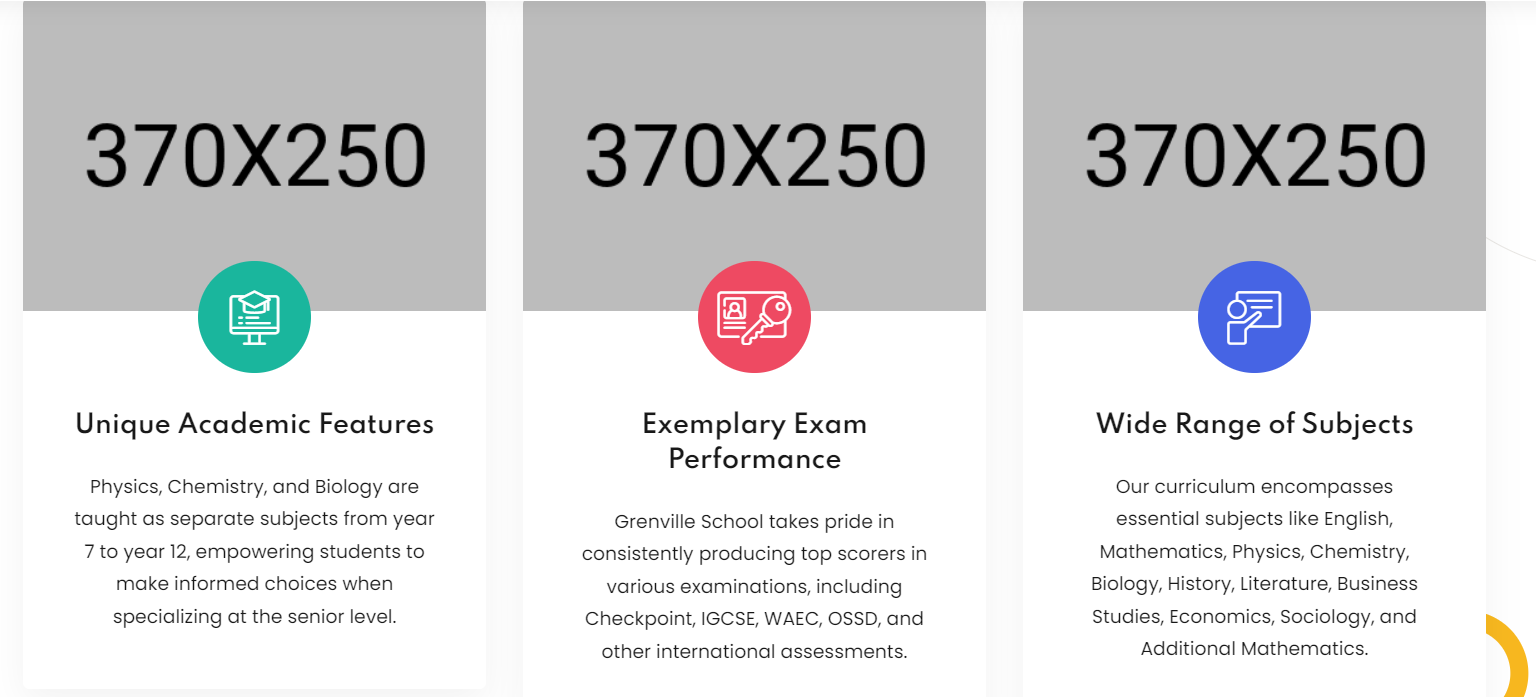 370X250
Unique Academic Features
Physics, Chemistry, and Biology are
taught as separate subjects from year
7 to year 12, empowering students to
make informed choices when
specializing at the senior level.
370X250
Exemplary Exam
Performance
Grenville School takes pride in
consistently producing top scorers in
various examinations, including
Checkpoint, IGCSE, WAEC, OSSD, and
other international assessments.
370X250
Wide Range of Subjects
Our curriculum encompasses
essential subjects like English,
Mathematics, Physics, Chemistry,
Biology, History, Literature, Business
Studies, Economics, Sociology, and
Additional Mathematics.